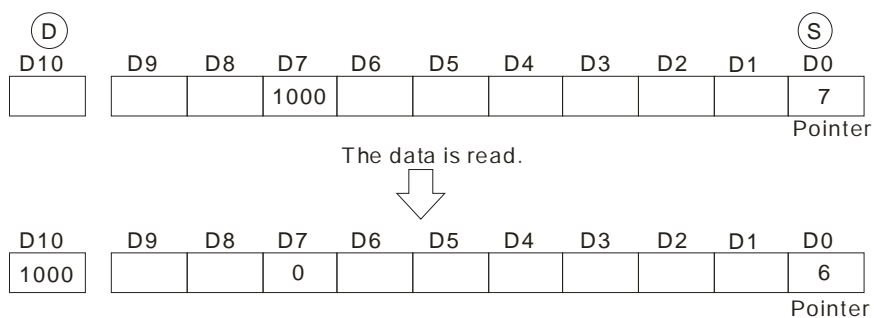 D S
D10 D9 D8 D7 D6 D5 D4 D3 D2 D1 D0
1000 7
Pointer
The data is read.
D10 D9 D8 D7 D6 D5 D4 D3 D2 D1 D0
1000 0 6
Pointer